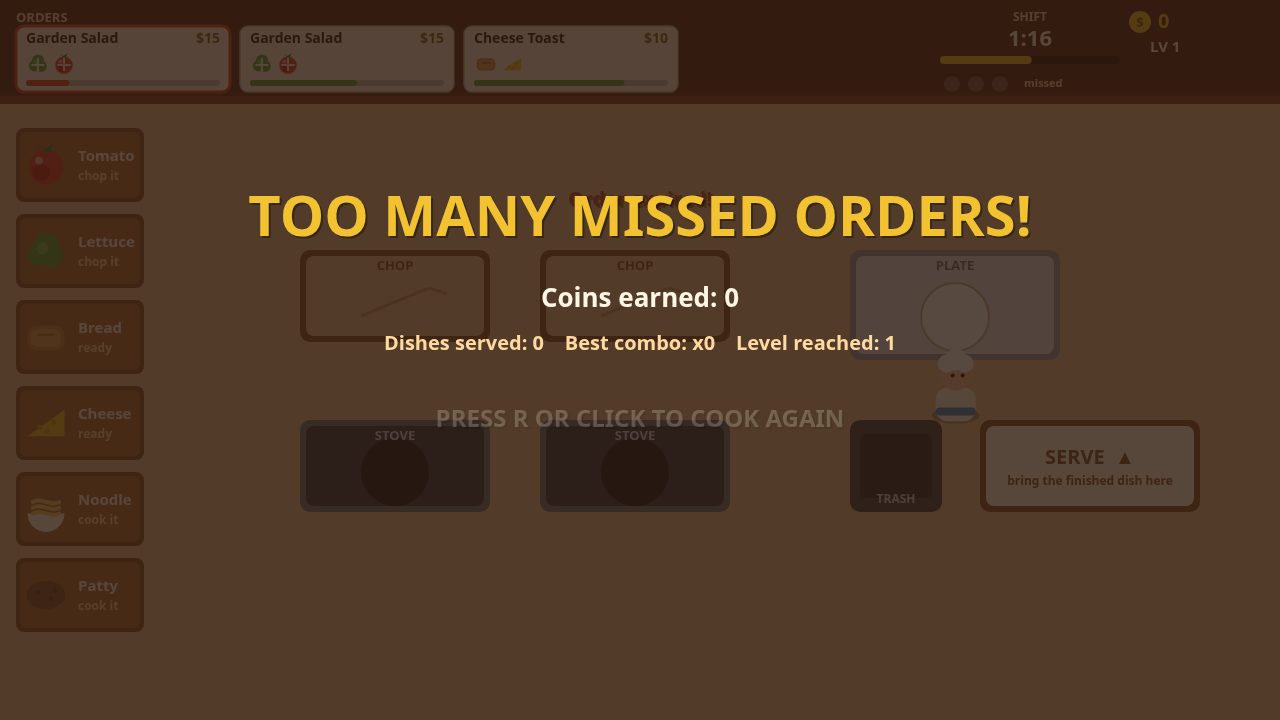 ORDERS
Garden Salad $15
Garden Salad $15
Cheese Toast $10
SHIFT
1:16
S 0
LV 1
missed
Tomato
chop it
Lettuce
chop it
Bread
ready
Cheese
ready
Noodle
cook it
Patty
cook it
TOO MANY MISSED ORDERS!
CHOP
CHOP
PLATE
Coins earned: 0
Dishes served: 0 Best combo: x0 Level reached: 1
PRESS R OR CLICK TO COOK AGAIN
STOVE
STOVE
TRASH
SERVE ▲
bring the finished dish here